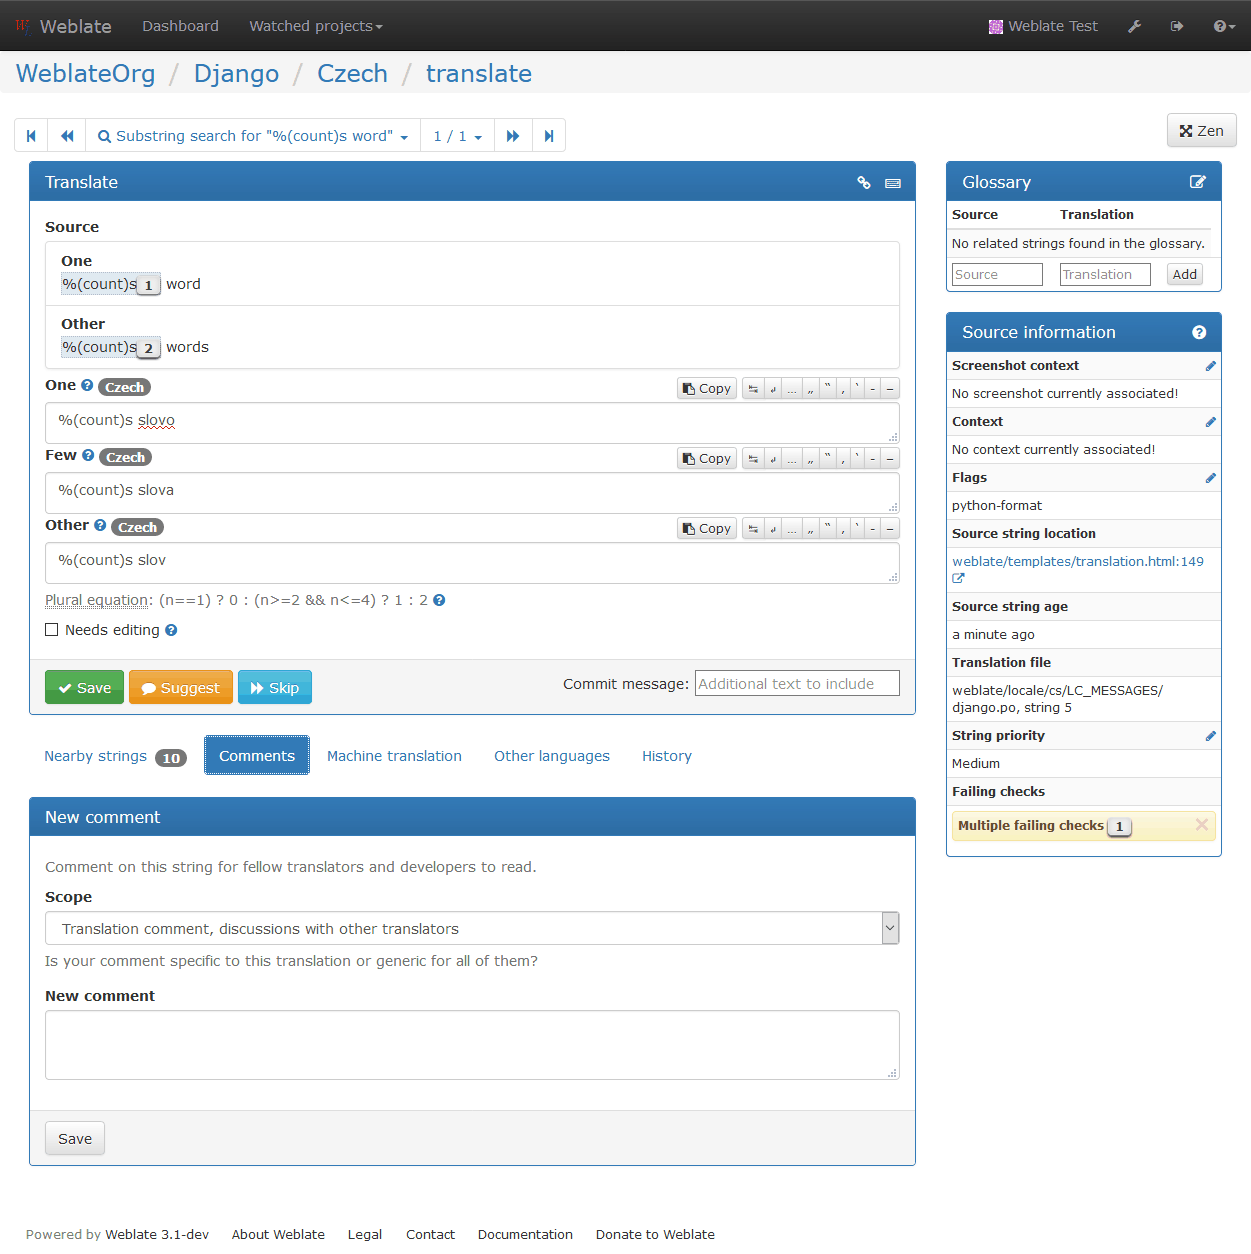 Weblate Dashboard Watched projects Weblate Test
WeblateOrg / Django / Czech / translate
Substring search for "%(count)s word" 1 / 1 Zen
Translate
Source
One
%(count)s 1 word
Other
%(count)s 2 words
One Czech Copy … „ “ ‚ ‘ - –
%(count)s slovo
Few Czech Copy … „ “ ‚ ‘ - –
%(count)s slova
Other Czech Copy … „ “ ‚ ‘ - –
%(count)s slov
Plural equation: (n==1) ? 0 : (n>=2 && n<=4) ? 1 : 2
Needs editing
Save Suggest Skip Commit message: Additional text to include
Nearby strings 10 Comments Machine translation Other languages History
New comment
Comment on this string for fellow translators and developers to read.
Scope
Translation comment, discussions with other translators
Is your comment specific to this translation or generic for all of them?
New comment
Save
Glossary
Source Translation
No related strings found in the glossary.
Source Translation Add
Source information
Screenshot context
No screenshot currently associated!
Context
No context currently associated!
Flags
python-format
Source string location
weblate/templates/translation.html:149
Source string age
a minute ago
Translation file
weblate/locale/cs/LC_MESSAGES/
django.po, string 5
String priority
Medium
Failing checks
Multiple failing checks 1
Powered by Weblate 3.1-dev About Weblate Legal Contact Documentation Donate to Weblate